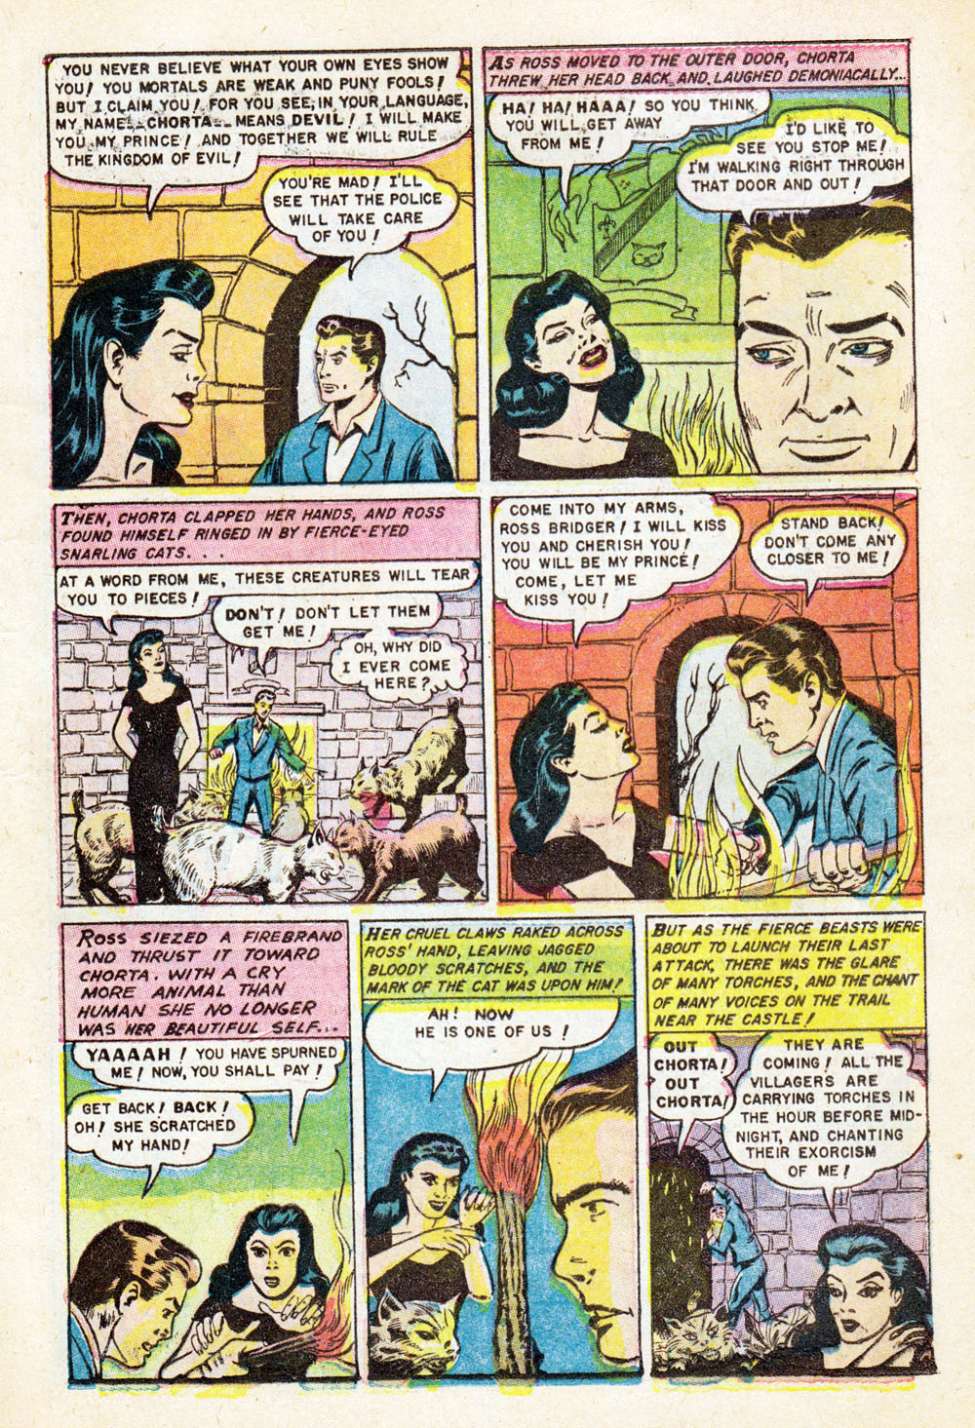 YOU NEVER BELIEVE WHAT YOUR OWN EYES SHOW
YOU! YOU MORTALS ARE WEAK AND PUNY FOOLS!
BUT I CLAIM YOU! FOR YOU SEE, IN YOUR LANGUAGE,
MY NAME...CHORTA... MEANS DEVIL! I WILL MAKE
YOU MY PRINCE! AND TOGETHER WE WILL RULE
THE KINGDOM OF EVIL!
YOU'RE MAD! I'LL
SEE THAT THE POLICE
WILL TAKE CARE
OF YOU!
AS ROSS MOVED TO THE OUTER DOOR, CHORTA
THREW HER HEAD BACK AND LAUGHED DEMONIACALLY...
HA! HA! HAAA! SO YOU THINK
YOU WILL GET AWAY
FROM ME!
I'D LIKE TO
SEE YOU STOP ME!
I'M WALKING RIGHT THROUGH
THAT DOOR AND OUT!
THEN, CHORTA CLAPPED HER HANDS, AND ROSS
FOUND HIMSELF RINGED IN BY FIERCE-EYED
SNARLING CATS. . .
AT A WORD FROM ME, THESE CREATURES WILL TEAR
YOU TO PIECES!
DON'T! DON'T LET THEM
GET ME!
OH, WHY DID
I EVER COME
HERE?
COME INTO MY ARMS,
ROSS BRIDGER! I WILL KISS
YOU AND CHERISH YOU!
YOU WILL BE MY PRINCE!
COME, LET ME
KISS YOU!
STAND BACK!
DON'T COME ANY
CLOSER TO ME!
ROSS SIEZED A FIREBRAND
AND THRUST IT TOWARD
CHORTA. WITH A CRY
MORE ANIMAL THAN
HUMAN SHE NO LONGER
WAS HER BEAUTIFUL SELF...
YAAAAH! YOU HAVE SPURNED
ME! NOW, YOU SHALL PAY!
GET BACK! BACK!
OH! SHE SCRATCHED
MY HAND!
HER CRUEL CLAWS RAKED ACROSS
ROSS' HAND, LEAVING JAGGED
BLOODY SCRATCHES, AND THE
MARK OF THE CAT WAS UPON HIM!
AH! NOW
HE IS ONE OF US!
BUT AS THE FIERCE BEASTS WERE
ABOUT TO LAUNCH THEIR LAST
ATTACK, THERE WAS THE GLARE
OF MANY TORCHES, AND THE CHANT
OF MANY VOICES ON THE TRAIL
NEAR THE CASTLE!
OUT
CHORTA!
OUT
CHORTA!
THEY ARE
COMING! ALL THE
VILLAGERS ARE
CARRYING TORCHES IN
THE HOUR BEFORE MID-
NIGHT, AND CHANTING
THEIR EXORCISM
OF ME!